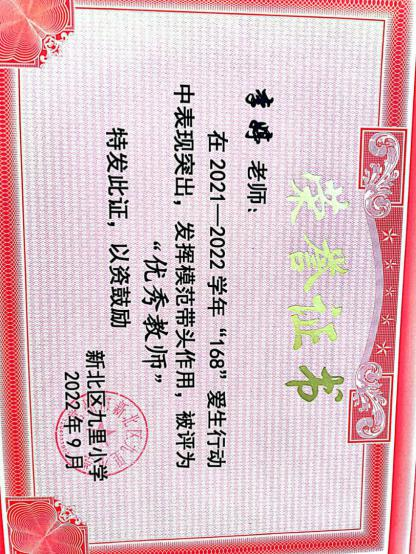 荣誉证书
李婷 老师：
在 2021—2022 学年“168”爱生行动
中表现突出，发挥模范带头作用，被评为
“优秀教师”
特发此证，以资鼓励
新北区九里小学
2022年9月